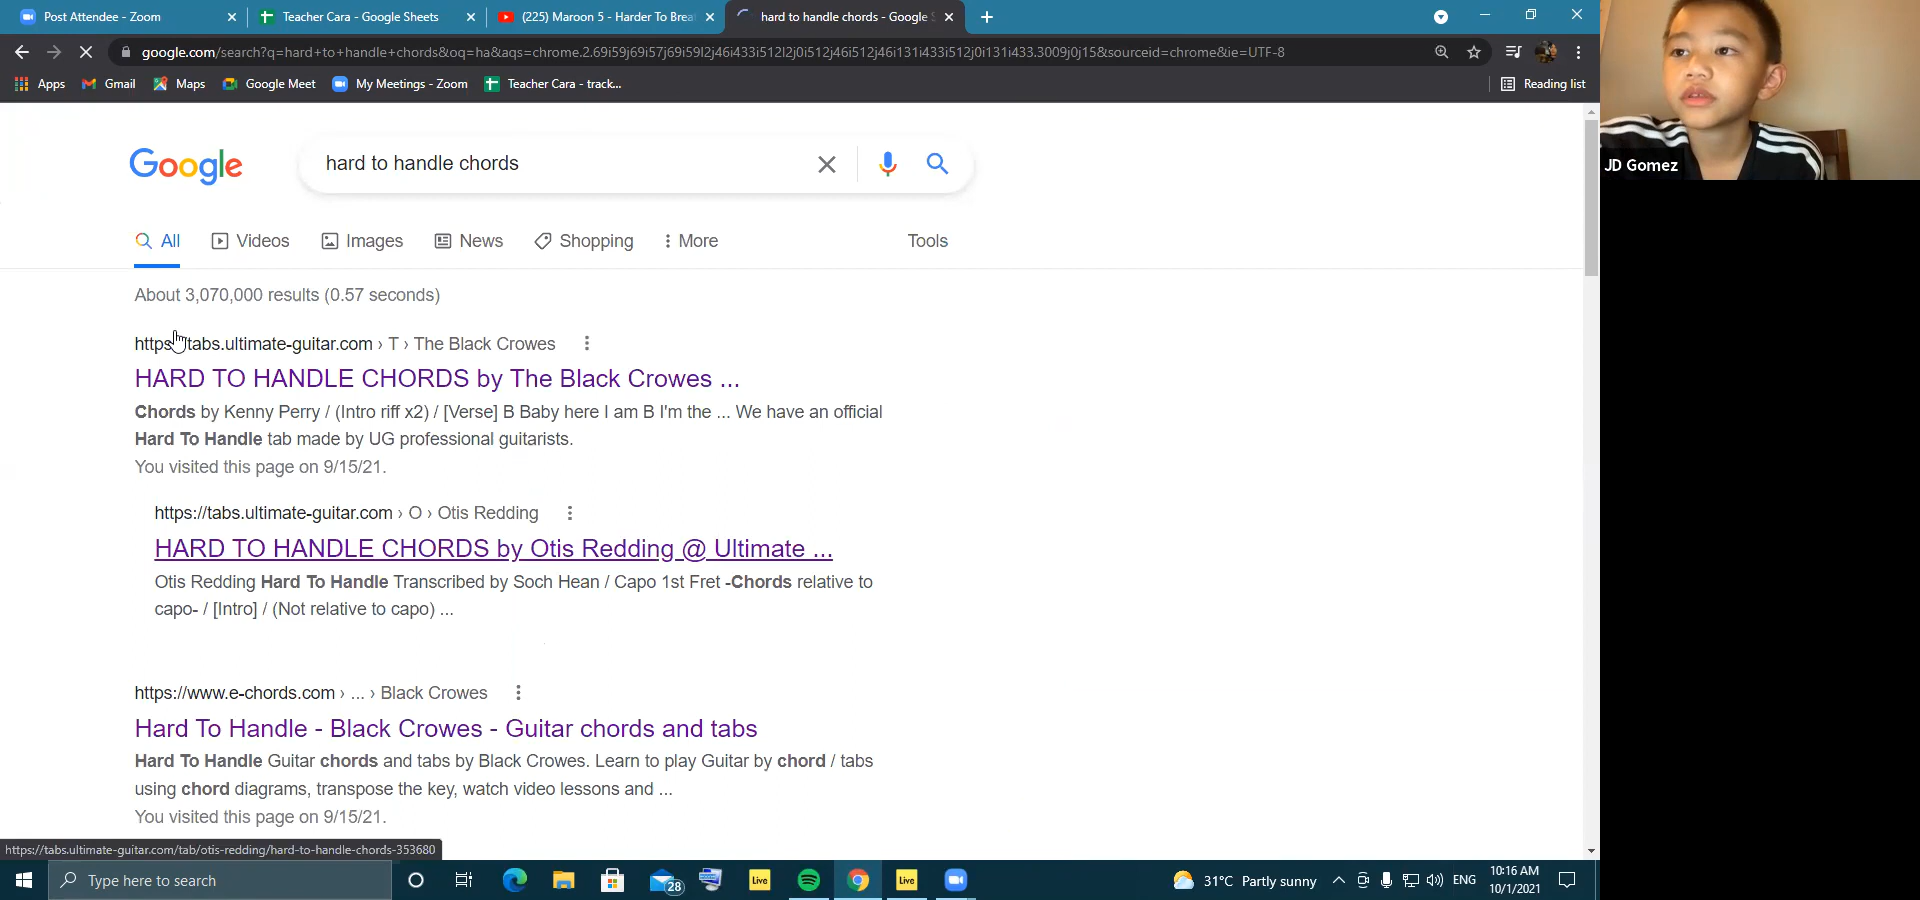 Post Attendee - Zoom
Teacher Cara - Google Sheets
(225) Maroon 5 - Harder To Brea
hard to handle chords - Google S
google.com/search?q=hard+to+handle+chords&oq=ha&aqs=chrome.2.69i59j69i57j69i59l2j46i433i512l2j0i512j46i512j46i131i433i512j0i131i433.3009j0j15&sourceid=chrome&ie=UTF-8
Apps
Gmail
Maps
Google Meet
My Meetings - Zoom
Teacher Cara - track...
Reading list
Google
hard to handle chords
All
Videos
Images
News
Shopping
More
Tools
About 3,070,000 results (0.57 seconds)
https://tabs.ultimate-guitar.com › T › The Black Crowes
HARD TO HANDLE CHORDS by The Black Crowes ...
Chords by Kenny Perry / (Intro riff x2) / [Verse] B Baby here I am B I'm the ... We have an official
Hard To Handle tab made by UG professional guitarists.
You visited this page on 9/15/21.
https://tabs.ultimate-guitar.com › O › Otis Redding
HARD TO HANDLE CHORDS by Otis Redding @ Ultimate ...
Otis Redding Hard To Handle Transcribed by Soch Hean / Capo 1st Fret -Chords relative to
capo- / [Intro] / (Not relative to capo) ...
https://www.e-chords.com › ... › Black Crowes
Hard To Handle - Black Crowes - Guitar chords and tabs
Hard To Handle Guitar chords and tabs by Black Crowes. Learn to play Guitar by chord / tabs
using chord diagrams, transpose the key, watch video lessons and ...
You visited this page on 9/15/21.
https://tabs.ultimate-guitar.com/tab/otis-redding/hard-to-handle-chords-353680
Type here to search
28
Live
Live
31°C Partly sunny
ENG
10:16 AM
10/1/2021
JD Gomez